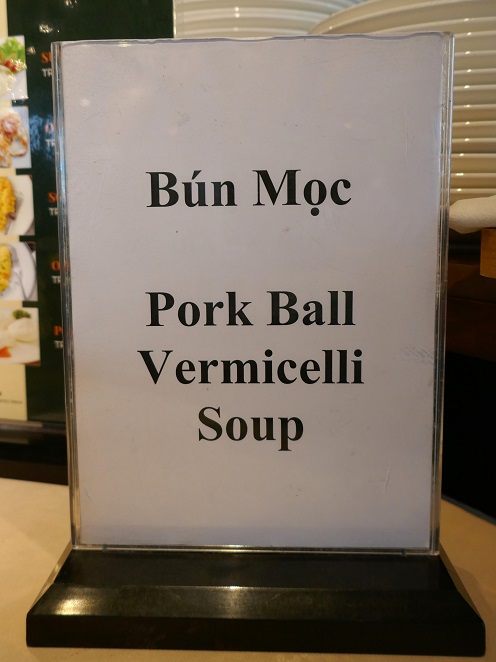 Bún Mọc
Pork Ball
Vermicelli
Soup